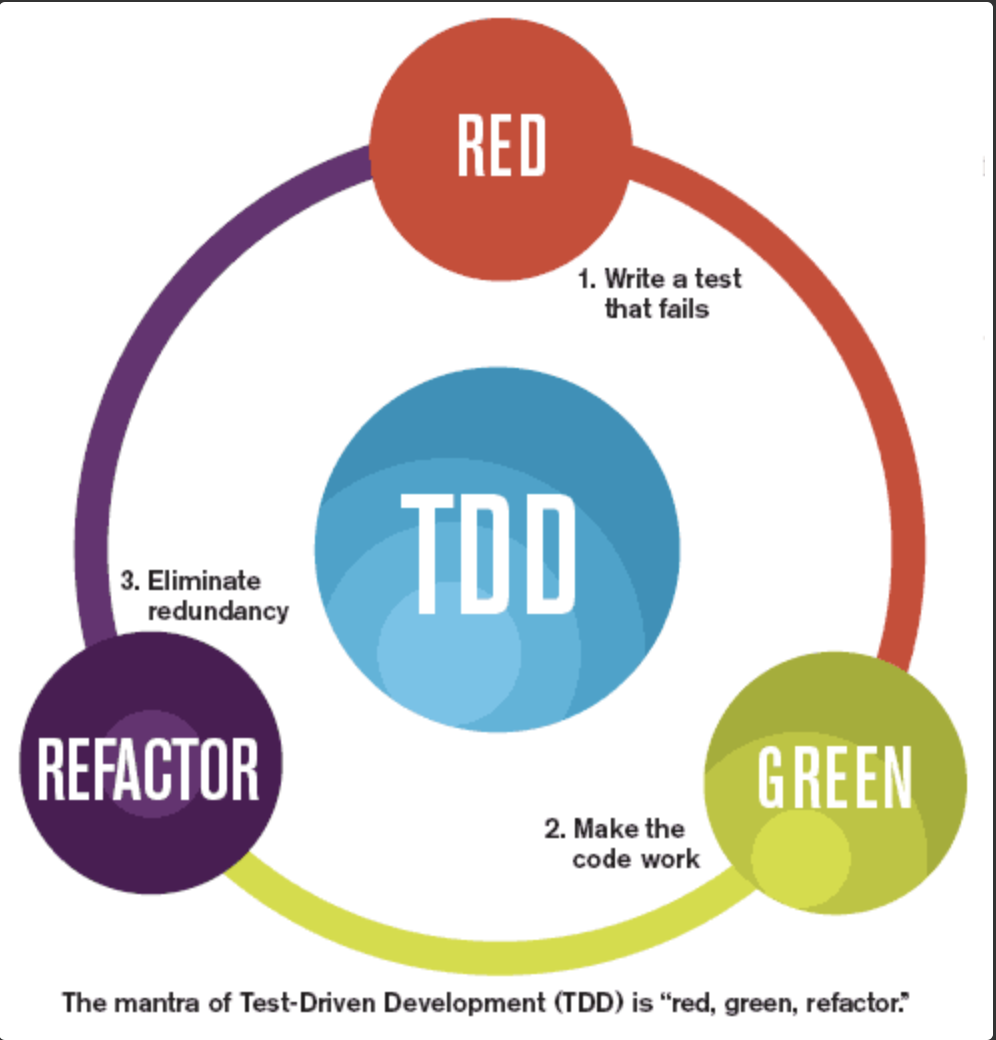 RED
1. Write a test
that fails
TDD
3. Eliminate
redundancy
REFACTOR
GREEN
2. Make the
code work
The mantra of Test-Driven Development (TDD) is “red, green, refactor.”